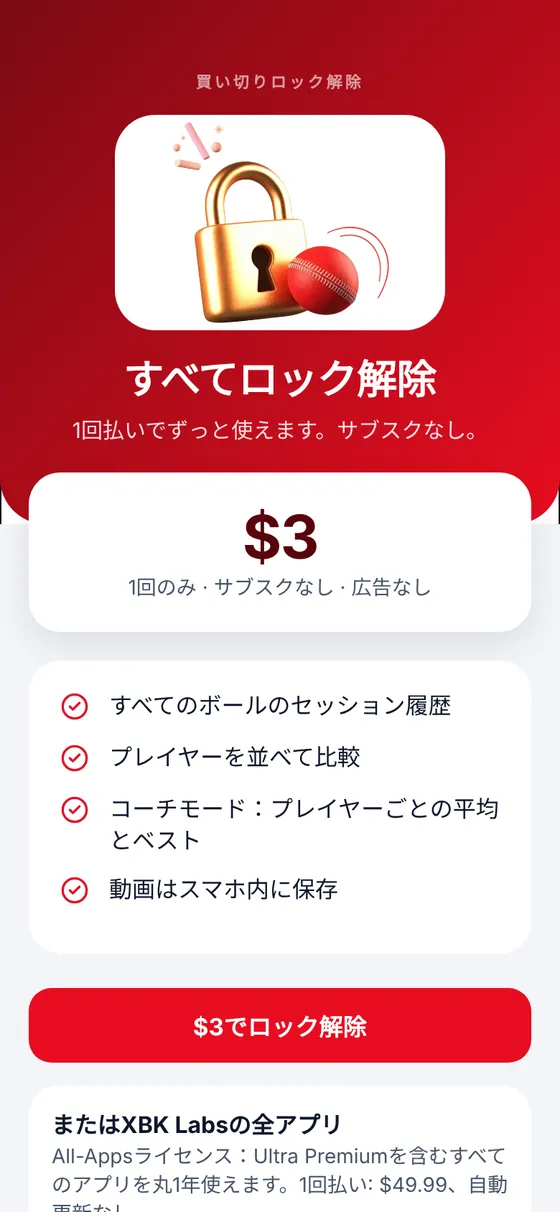 買い切りロック解除
すべてロック解除
1回払いでずっと使えます。サブスクなし。
$3
1回のみ · サブスクなし · 広告なし
すべてのボールのセッション履歴
プレイヤーを並べて比較
コーチモード：プレイヤーごとの平均
とベスト
動画はスマホ内に保存
$3でロック解除
またはXBK Labsの全アプリ
All-Appsライセンス：Ultra Premiumを含むすべて
のアプリを丸1年使えます。1回払い: $49.99、自動
更新なし